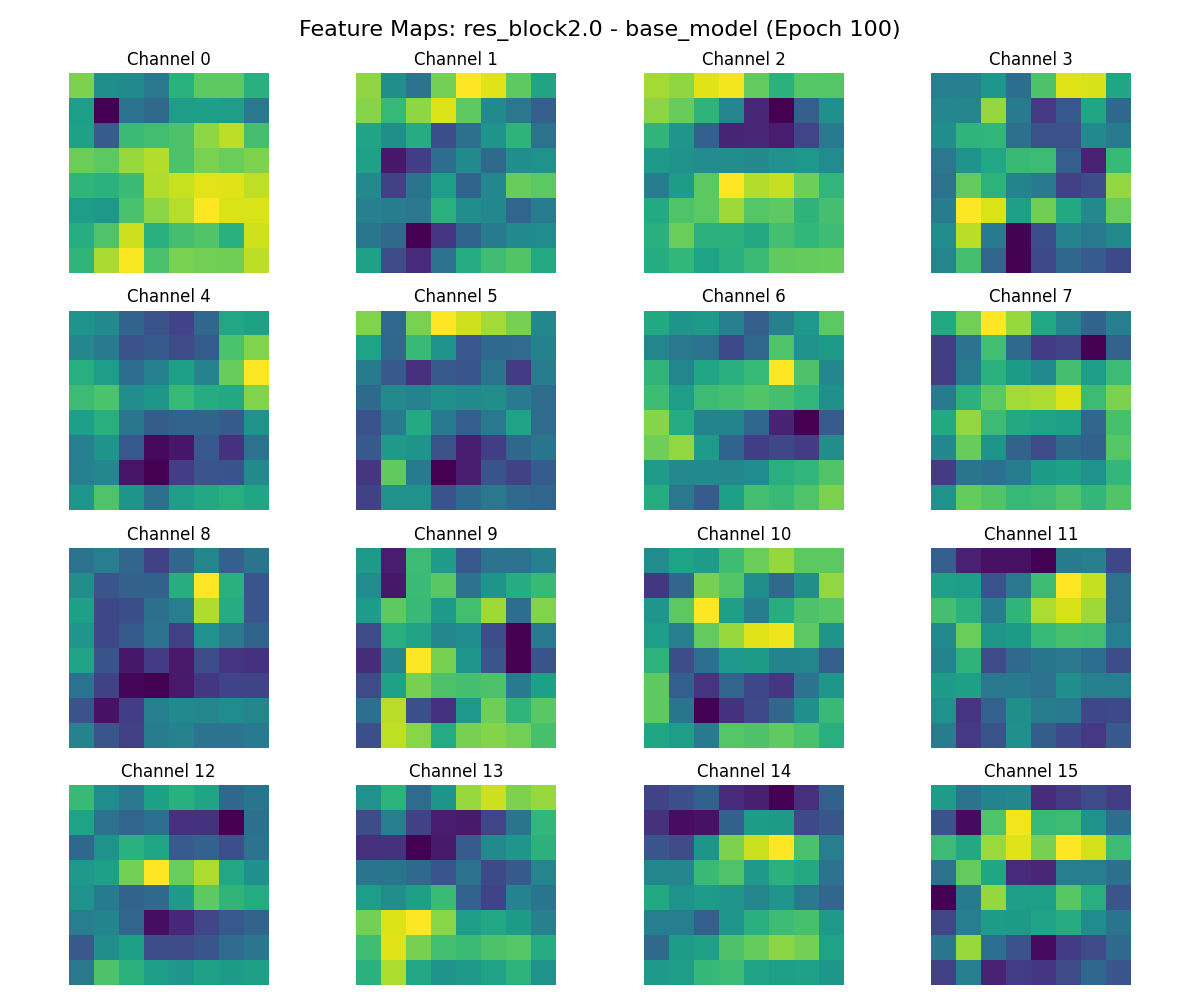 Feature Maps: res_block2.0 - base_model (Epoch 100)
Channel 0
Channel 1
Channel 2
Channel 3
Channel 4
Channel 5
Channel 6
Channel 7
Channel 8
Channel 9
Channel 10
Channel 11
Channel 12
Channel 13
Channel 14
Channel 15